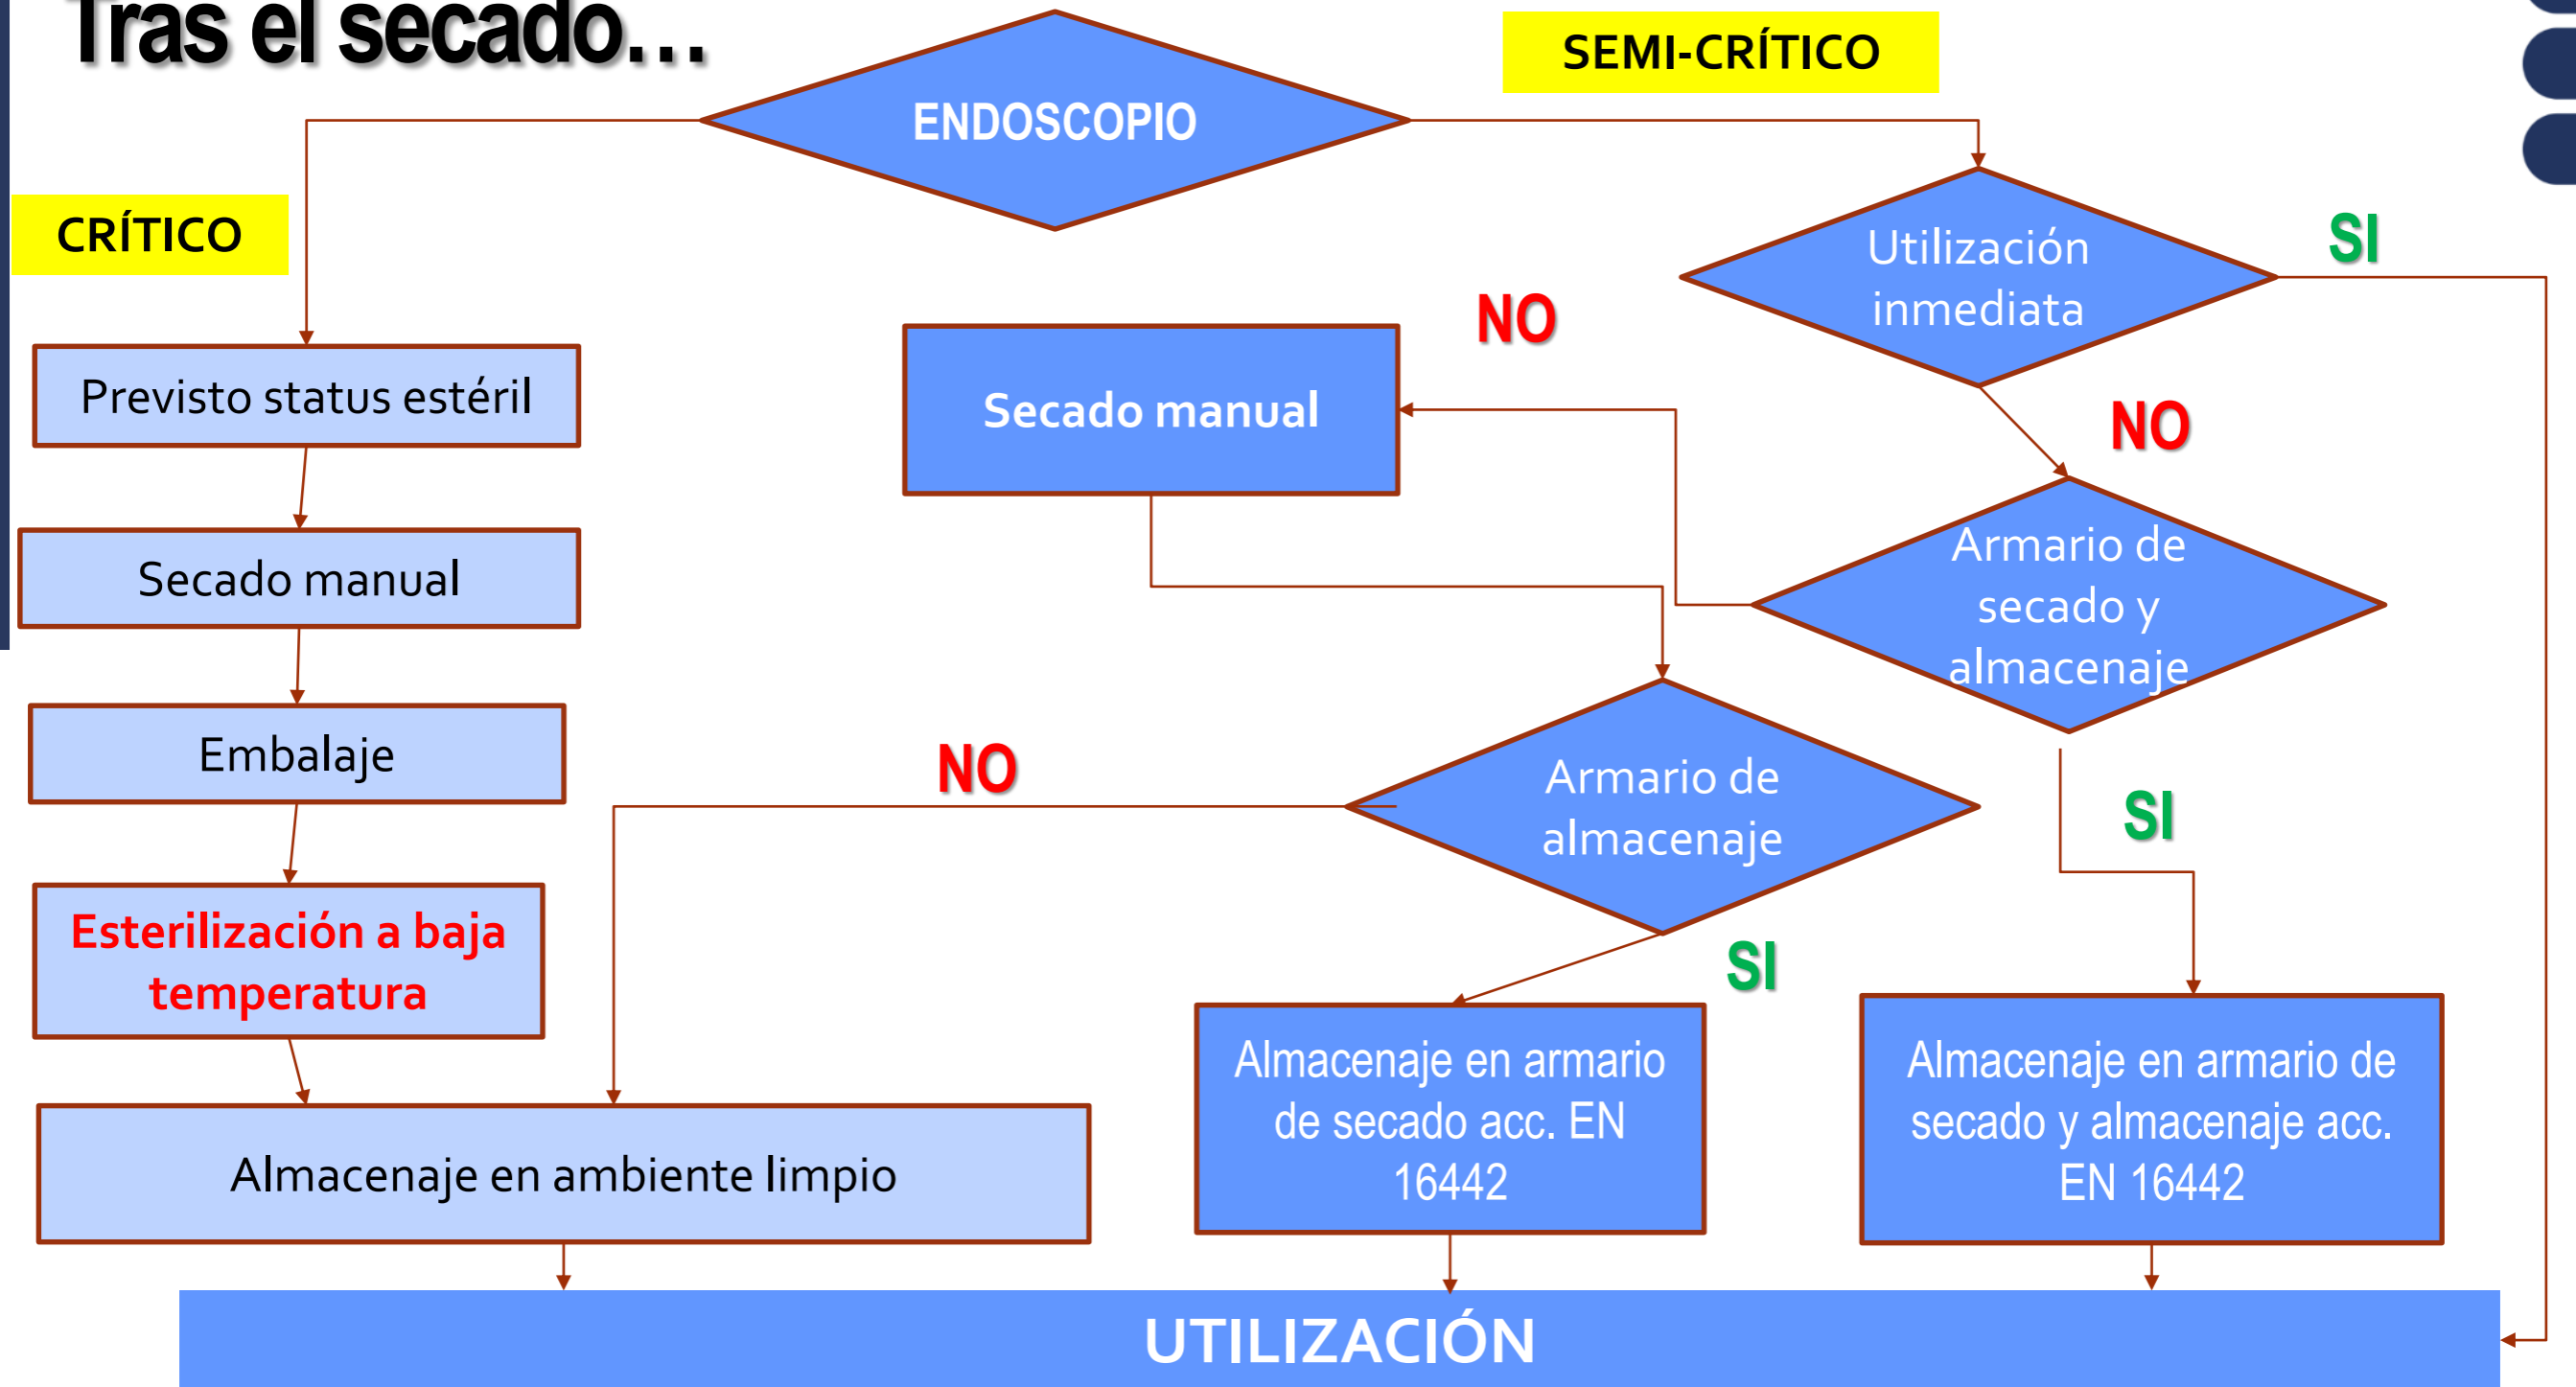 Tras el secado...
SEMI-CRÍTICO
ENDOSCOPIO
CRÍTICO
Utilización
inmediata
SI
NO
Previsto status estéril
Secado manual
NO
Armario de
secado y
almacenaje
Secado manual
Embalaje
NO
Armario de
almacenaje
SI
Esterilización a baja
temperatura
SI
Almacenaje en armario
de secado acc. EN
16442
Almacenaje en armario de
secado y almacenaje acc.
EN 16442
Almacenaje en ambiente limpio
UTILIZACIÓN